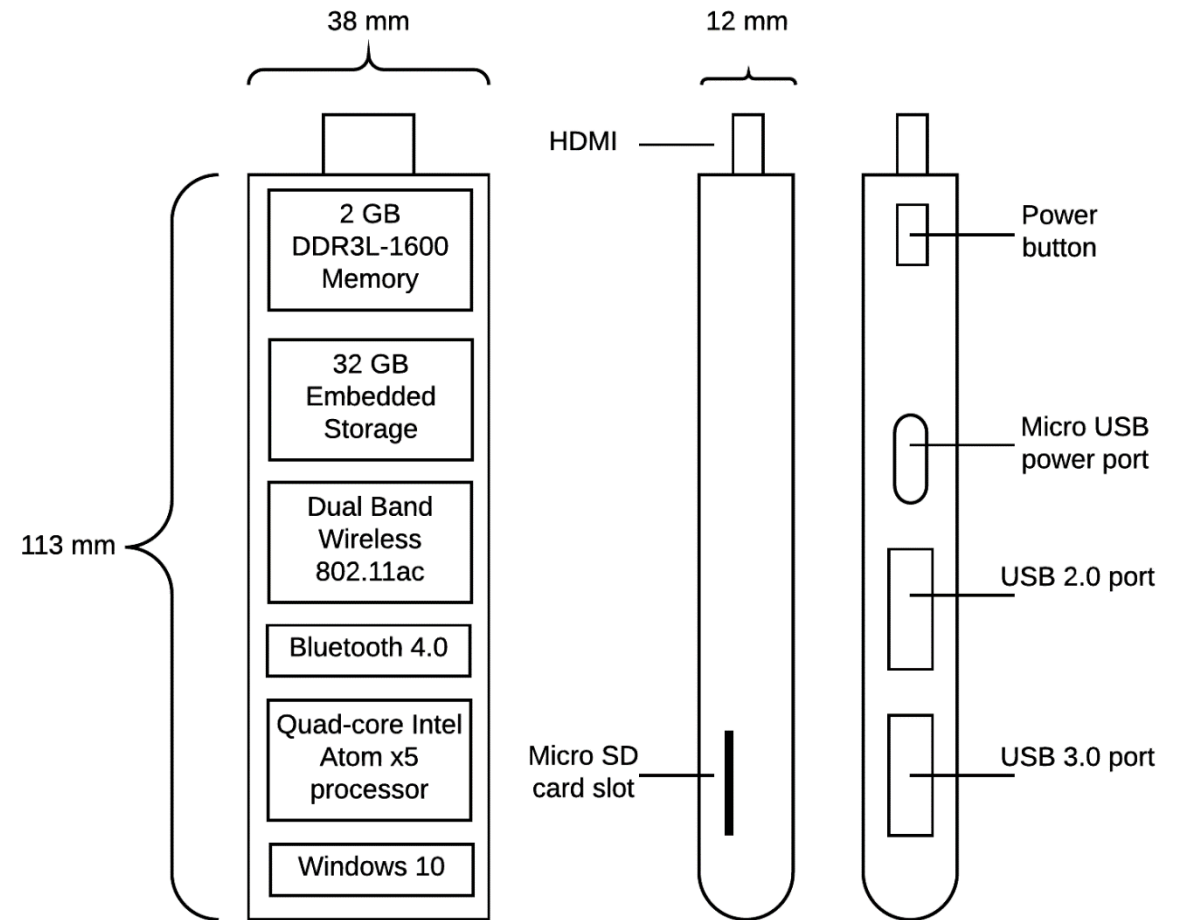 38 mm
12 mm
HDMI
2 GB
DDR3L-1600
Memory
Power
button
32 GB
Embedded
Storage
Micro USB
power port
Dual Band
Wireless
802.11ac
113 mm
USB 2.0 port
Bluetooth 4.0
Quad-core Intel
Atom x5
processor
Micro SD
card slot
USB 3.0 port
Windows 10